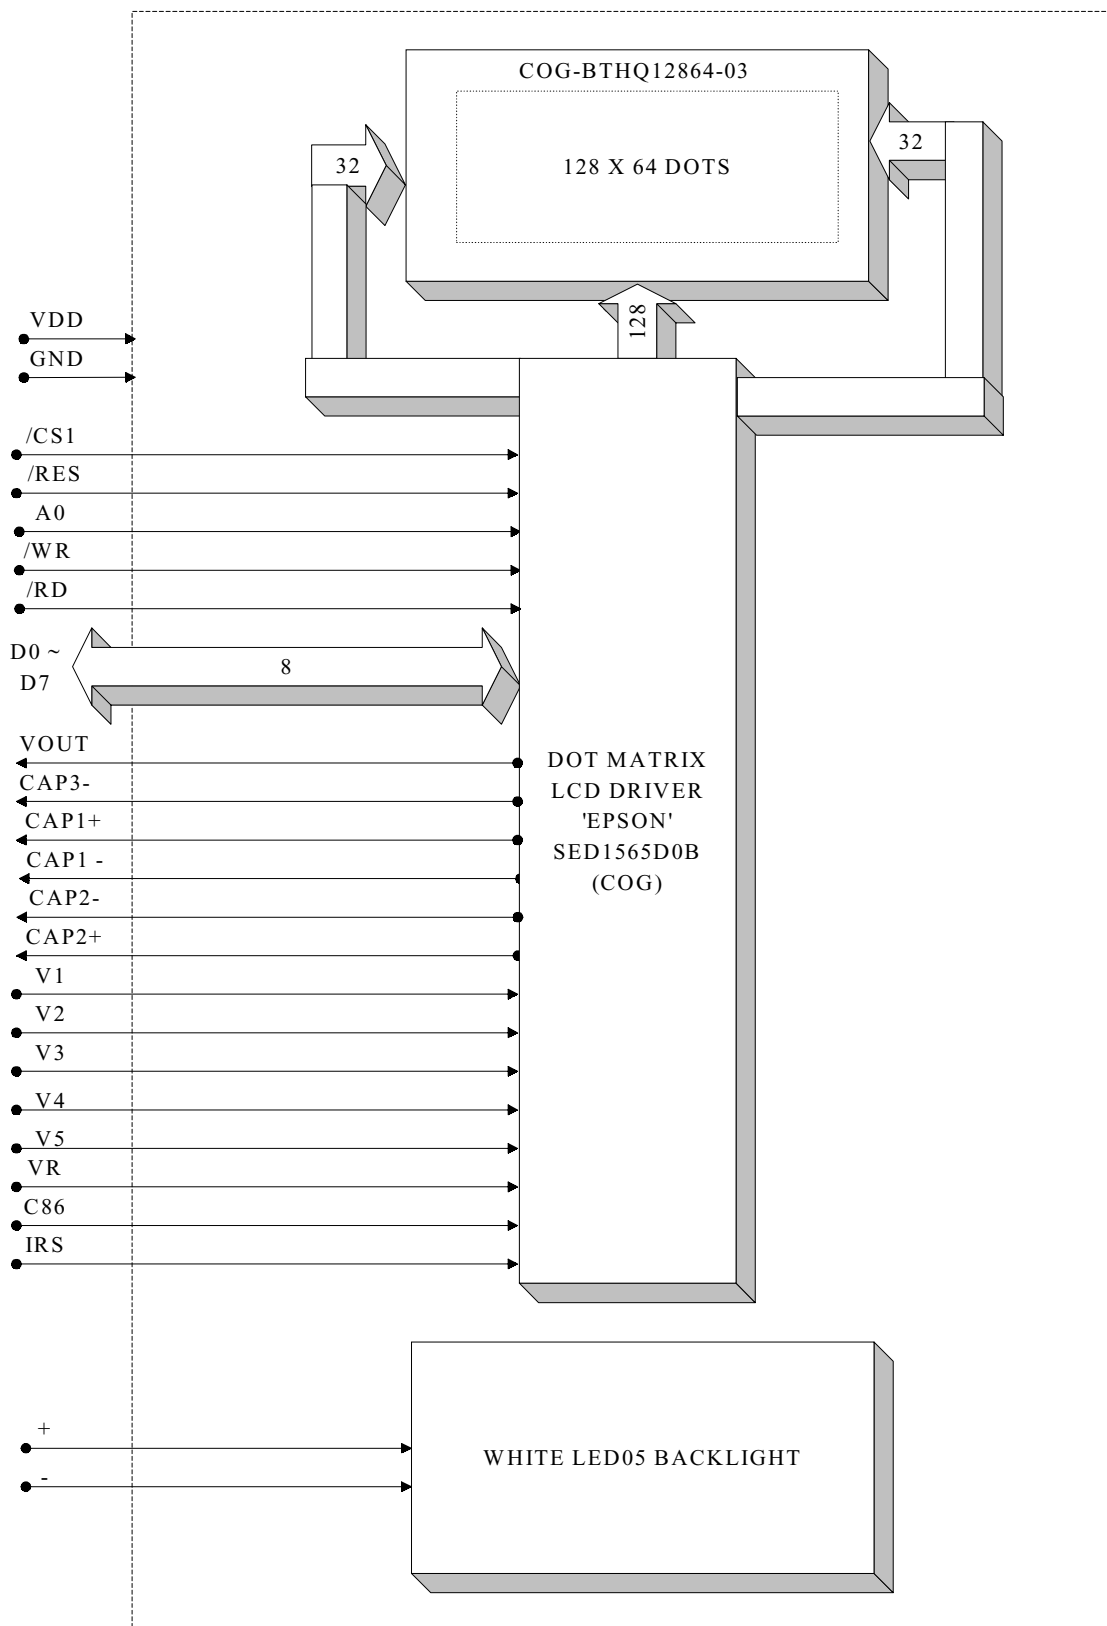 COG-BTHQ12864-03
128 X 64 DOTS
32
32
128
VDD
GND
/CS1
/RES
A0
/WR
/RD
D0 ~
D7
8
VOUT
CAP3-
CAP1+
CAP1 -
CAP2-
CAP2+
V1
V2
V3
V4
V5
VR
C86
IRS
DOT MATRIX
LCD DRIVER
'EPSON'
SED1565D0B
(COG)
+
-
WHITE LED05 BACKLIGHT